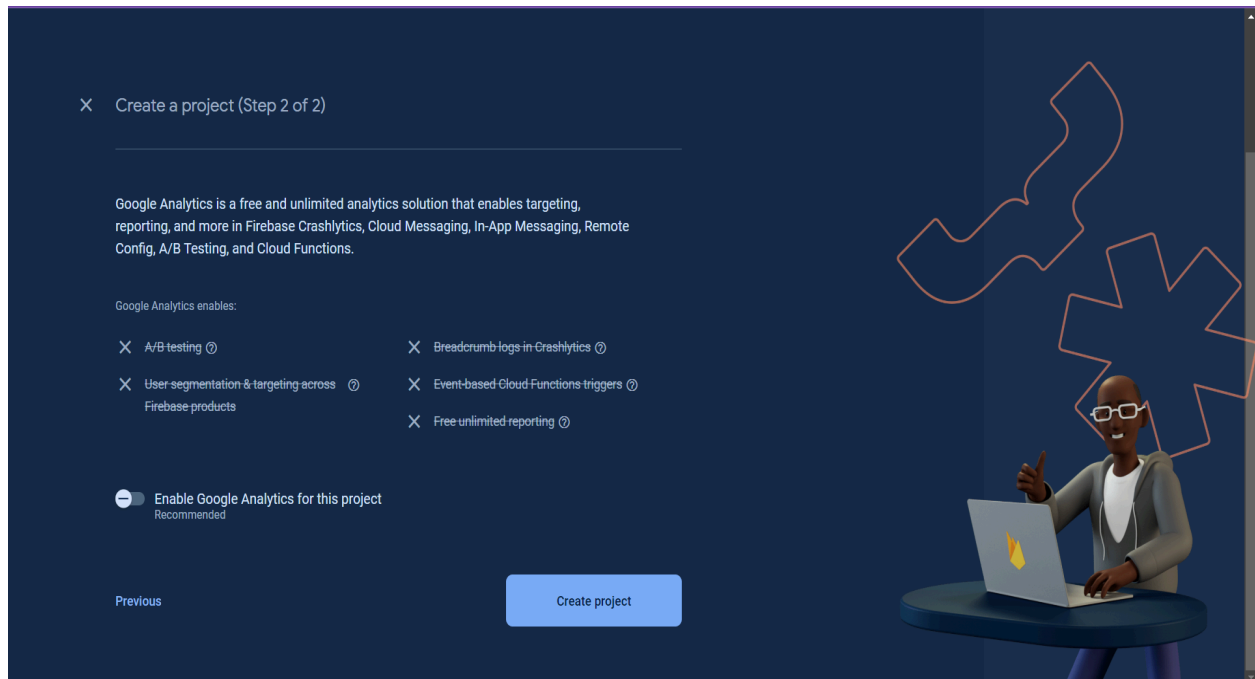 Create a project (Step 2 of 2)
Google Analytics is a free and unlimited analytics solution that enables targeting,
reporting, and more in Firebase Crashlytics, Cloud Messaging, In-App Messaging, Remote
Config, A/B Testing, and Cloud Functions.
Google Analytics enables:
A/B testing
User segmentation & targeting across
Firebase products
Breadcrumb logs in Crashlytics
Event-based Cloud Functions triggers
Free unlimited reporting
Enable Google Analytics for this project
Recommended
Previous
Create project